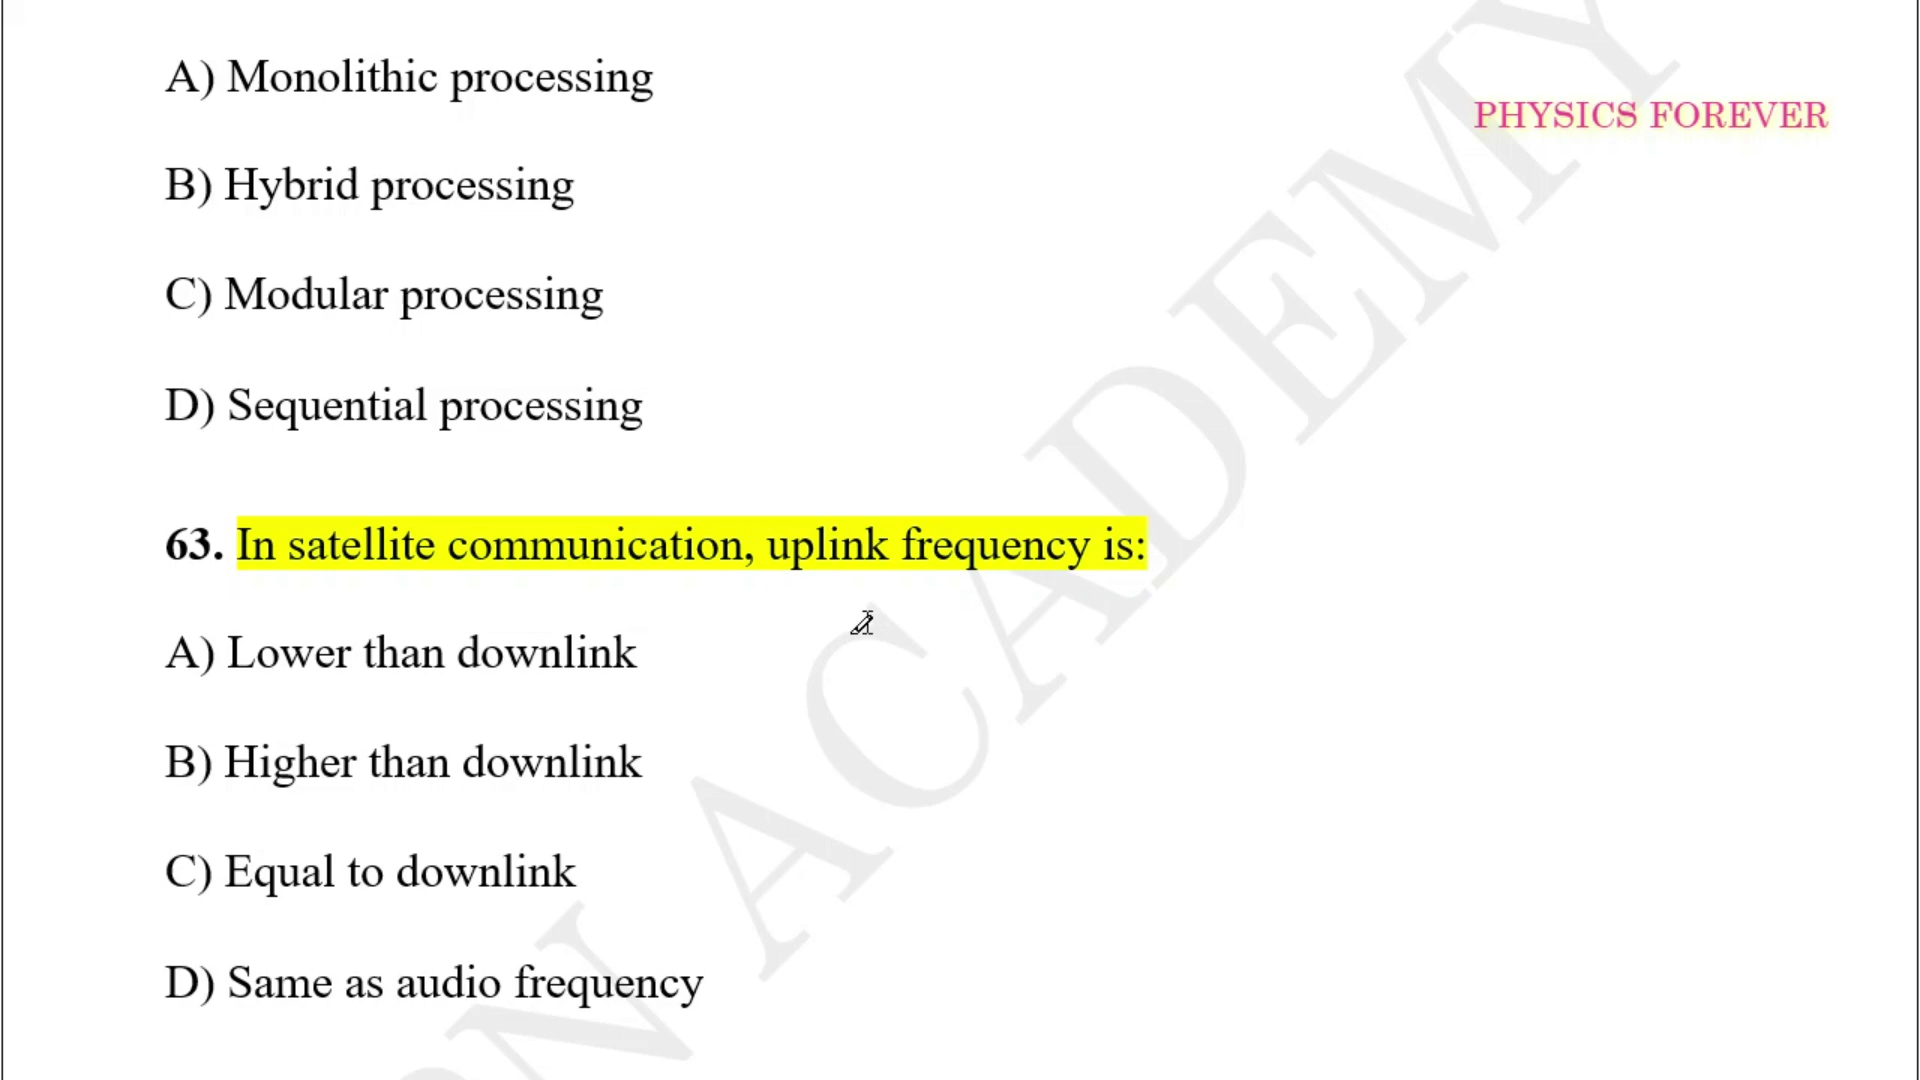 A) Monolithic processing
PHYSICS FOREVER
B) Hybrid processing
C) Modular processing
D) Sequential processing
63. In satellite communication, uplink frequency is:
A) Lower than downlink
B) Higher than downlink
C) Equal to downlink
D) Same as audio frequency
N ACADEMY